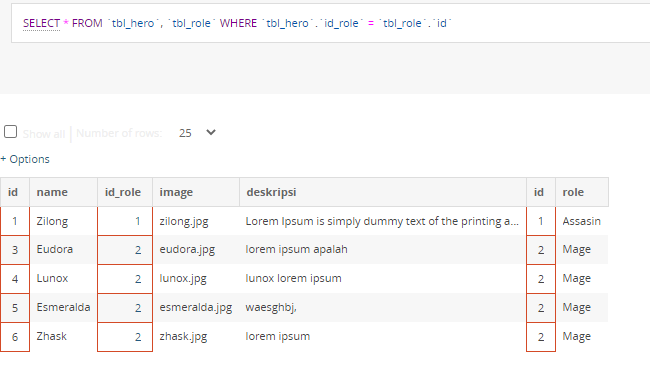 SELECT * FROM `tbl_hero`, `tbl_role` WHERE `tbl_hero`.`id_role` = `tbl_role`.`id`
Show all | Number of rows: 25
+ Options
id name id_role image deskripsi id role
1 Zilong 1 zilong.jpg Lorem Ipsum is simply dummy text of the printing a... 1 Assasin
3 Eudora 2 eudora.jpg lorem ipsum apalah 2 Mage
4 Lunox 2 lunox.jpg lunox lorem ipsum 2 Mage
5 Esmeralda 2 esmeralda.jpg waesghbj, 2 Mage
6 Zhask 2 zhask.jpg lorem ipsum 2 Mage